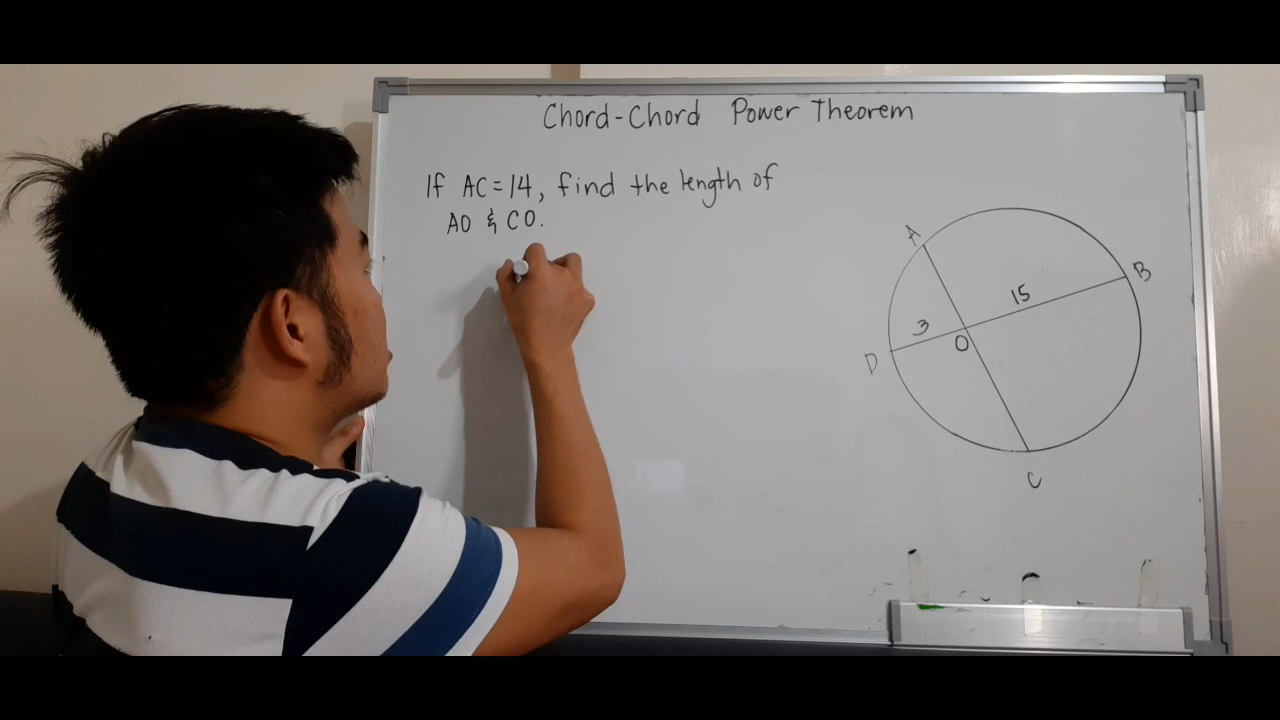 Chord-Chord Power Theorem
If AC=14, find the length of
AO & CO.
A
B
15
3
O
D
C